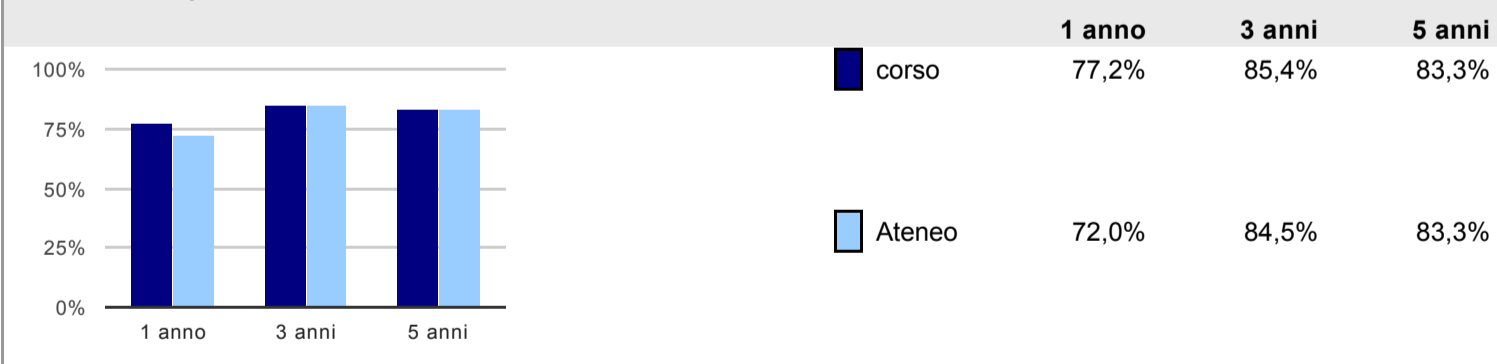 1 anno 3 anni 5 anni
100%
75%
50%
25%
0%
1 anno 3 anni 5 anni
corso 77,2% 85,4% 83,3%
Ateneo 72,0% 84,5% 83,3%